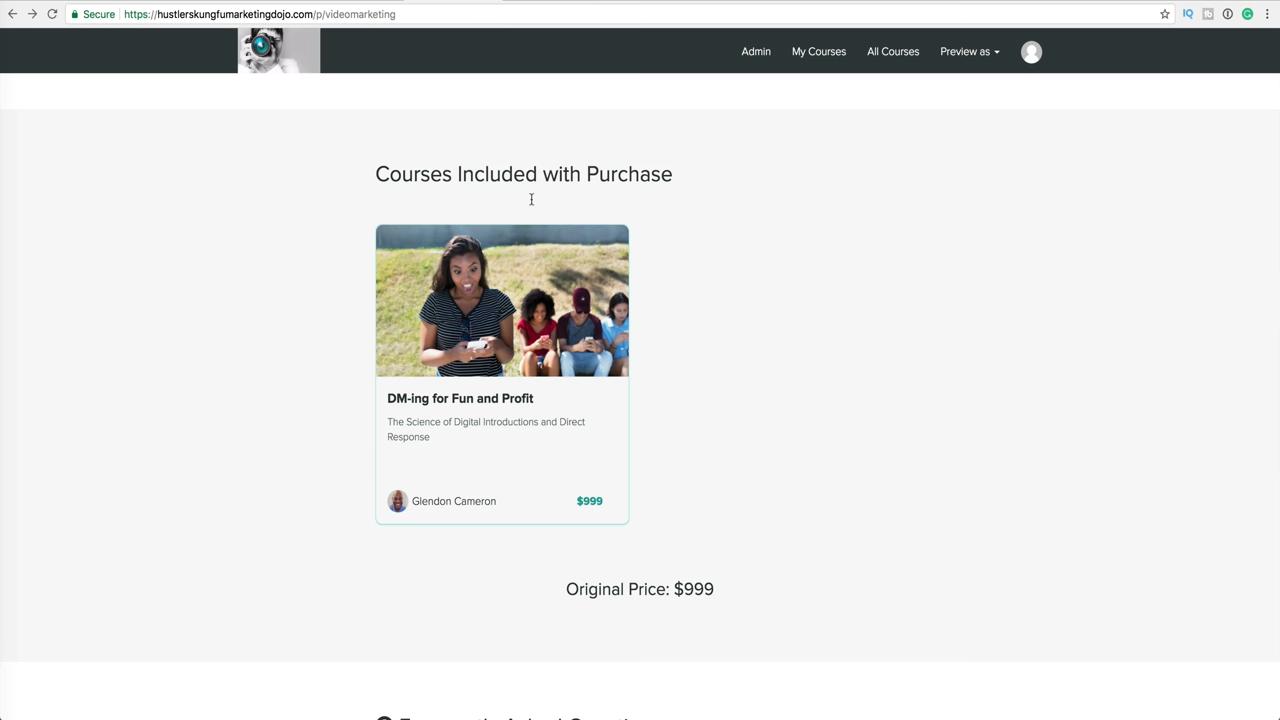 Secure
https://hustlerskungfumarketingdojo.com/p/videomarketing
Admin
My Courses
All Courses
Preview as
Courses Included with Purchase
DM-ing for Fun and Profit
The Science of Digital Introductions and Direct
Response
Glendon Cameron
$999
Original Price: $999